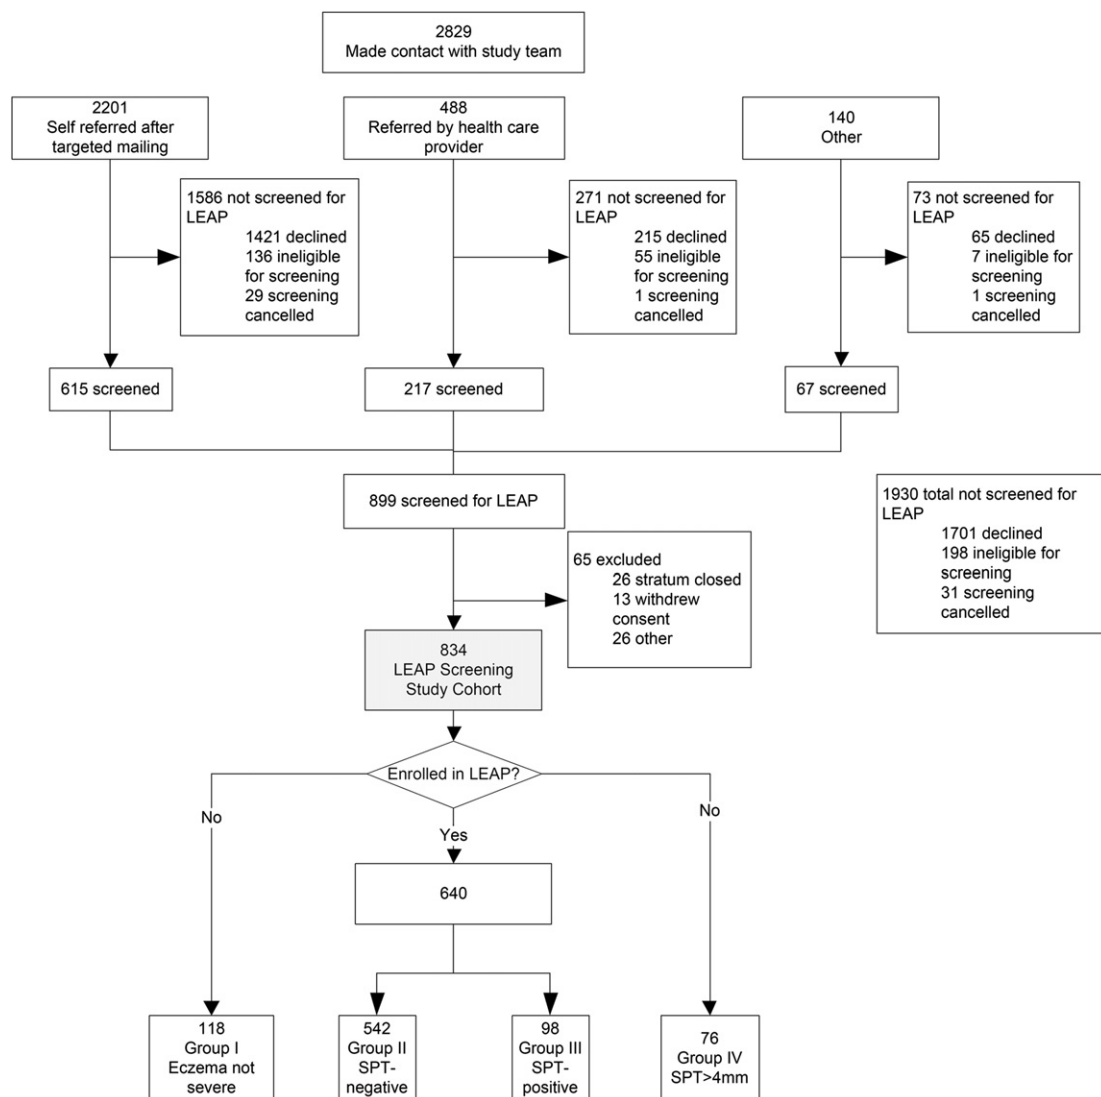 2829
Made contact with study team
2201
Self referred after
targeted mailing
488
Referred by health care
provider
140
Other
1586 not screened for
LEAP
1421 declined
136 ineligible
for screening
29 screening
cancelled
271 not screened for
LEAP
215 declined
55 ineligible
for screening
1 screening
cancelled
73 not screened for
LEAP
65 declined
7 ineligible for
screening
1 screening
cancelled
615 screened
217 screened
67 screened
899 screened for LEAP
1930 total not screened for
LEAP
1701 declined
198 ineligible for
screening
31 screening
cancelled
65 excluded
26 stratum closed
13 withdrew
consent
26 other
834
LEAP Screening
Study Cohort
Enrolled in LEAP?
No
Yes
No
640
118
Group I
Eczema not
severe
542
Group II
SPT-
negative
98
Group III
SPT-
positive
76
Group IV
SPT>4mm